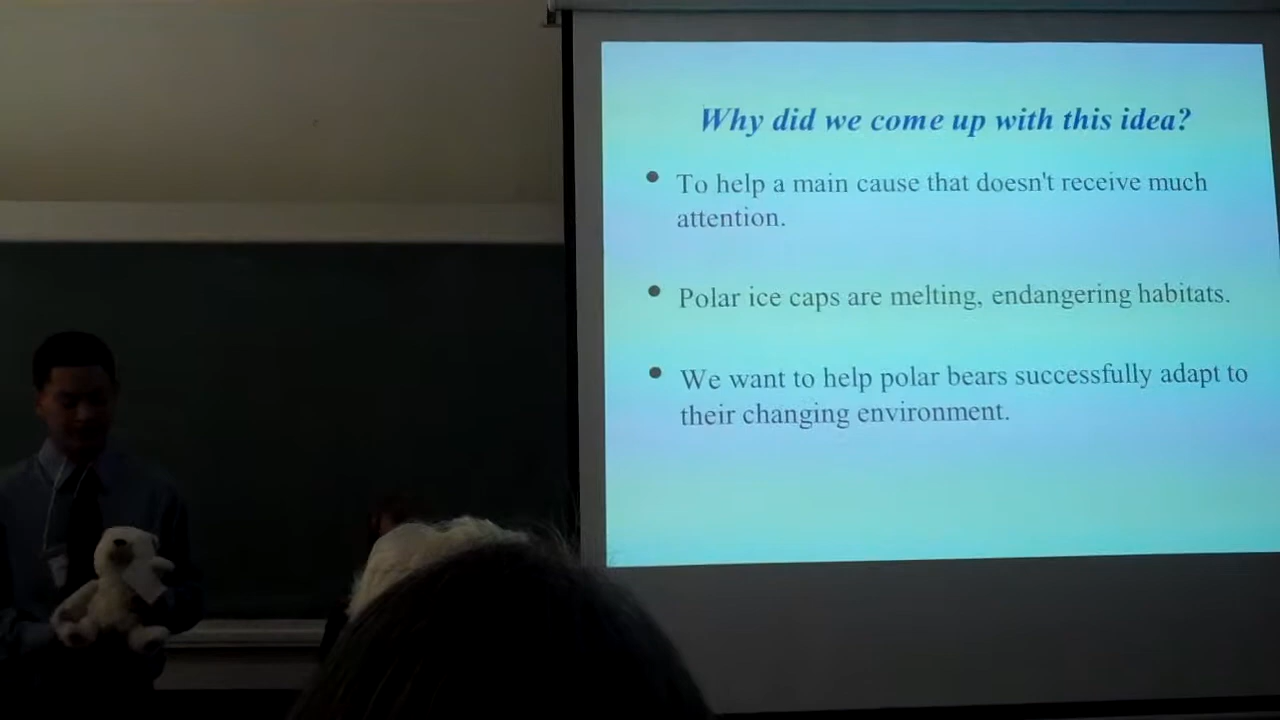 Why did we come up with this idea?
• To help a main cause that doesn't receive much
attention.
• Polar ice caps are melting, endangering habitats.
• We want to help polar bears successfully adapt to
their changing environment.